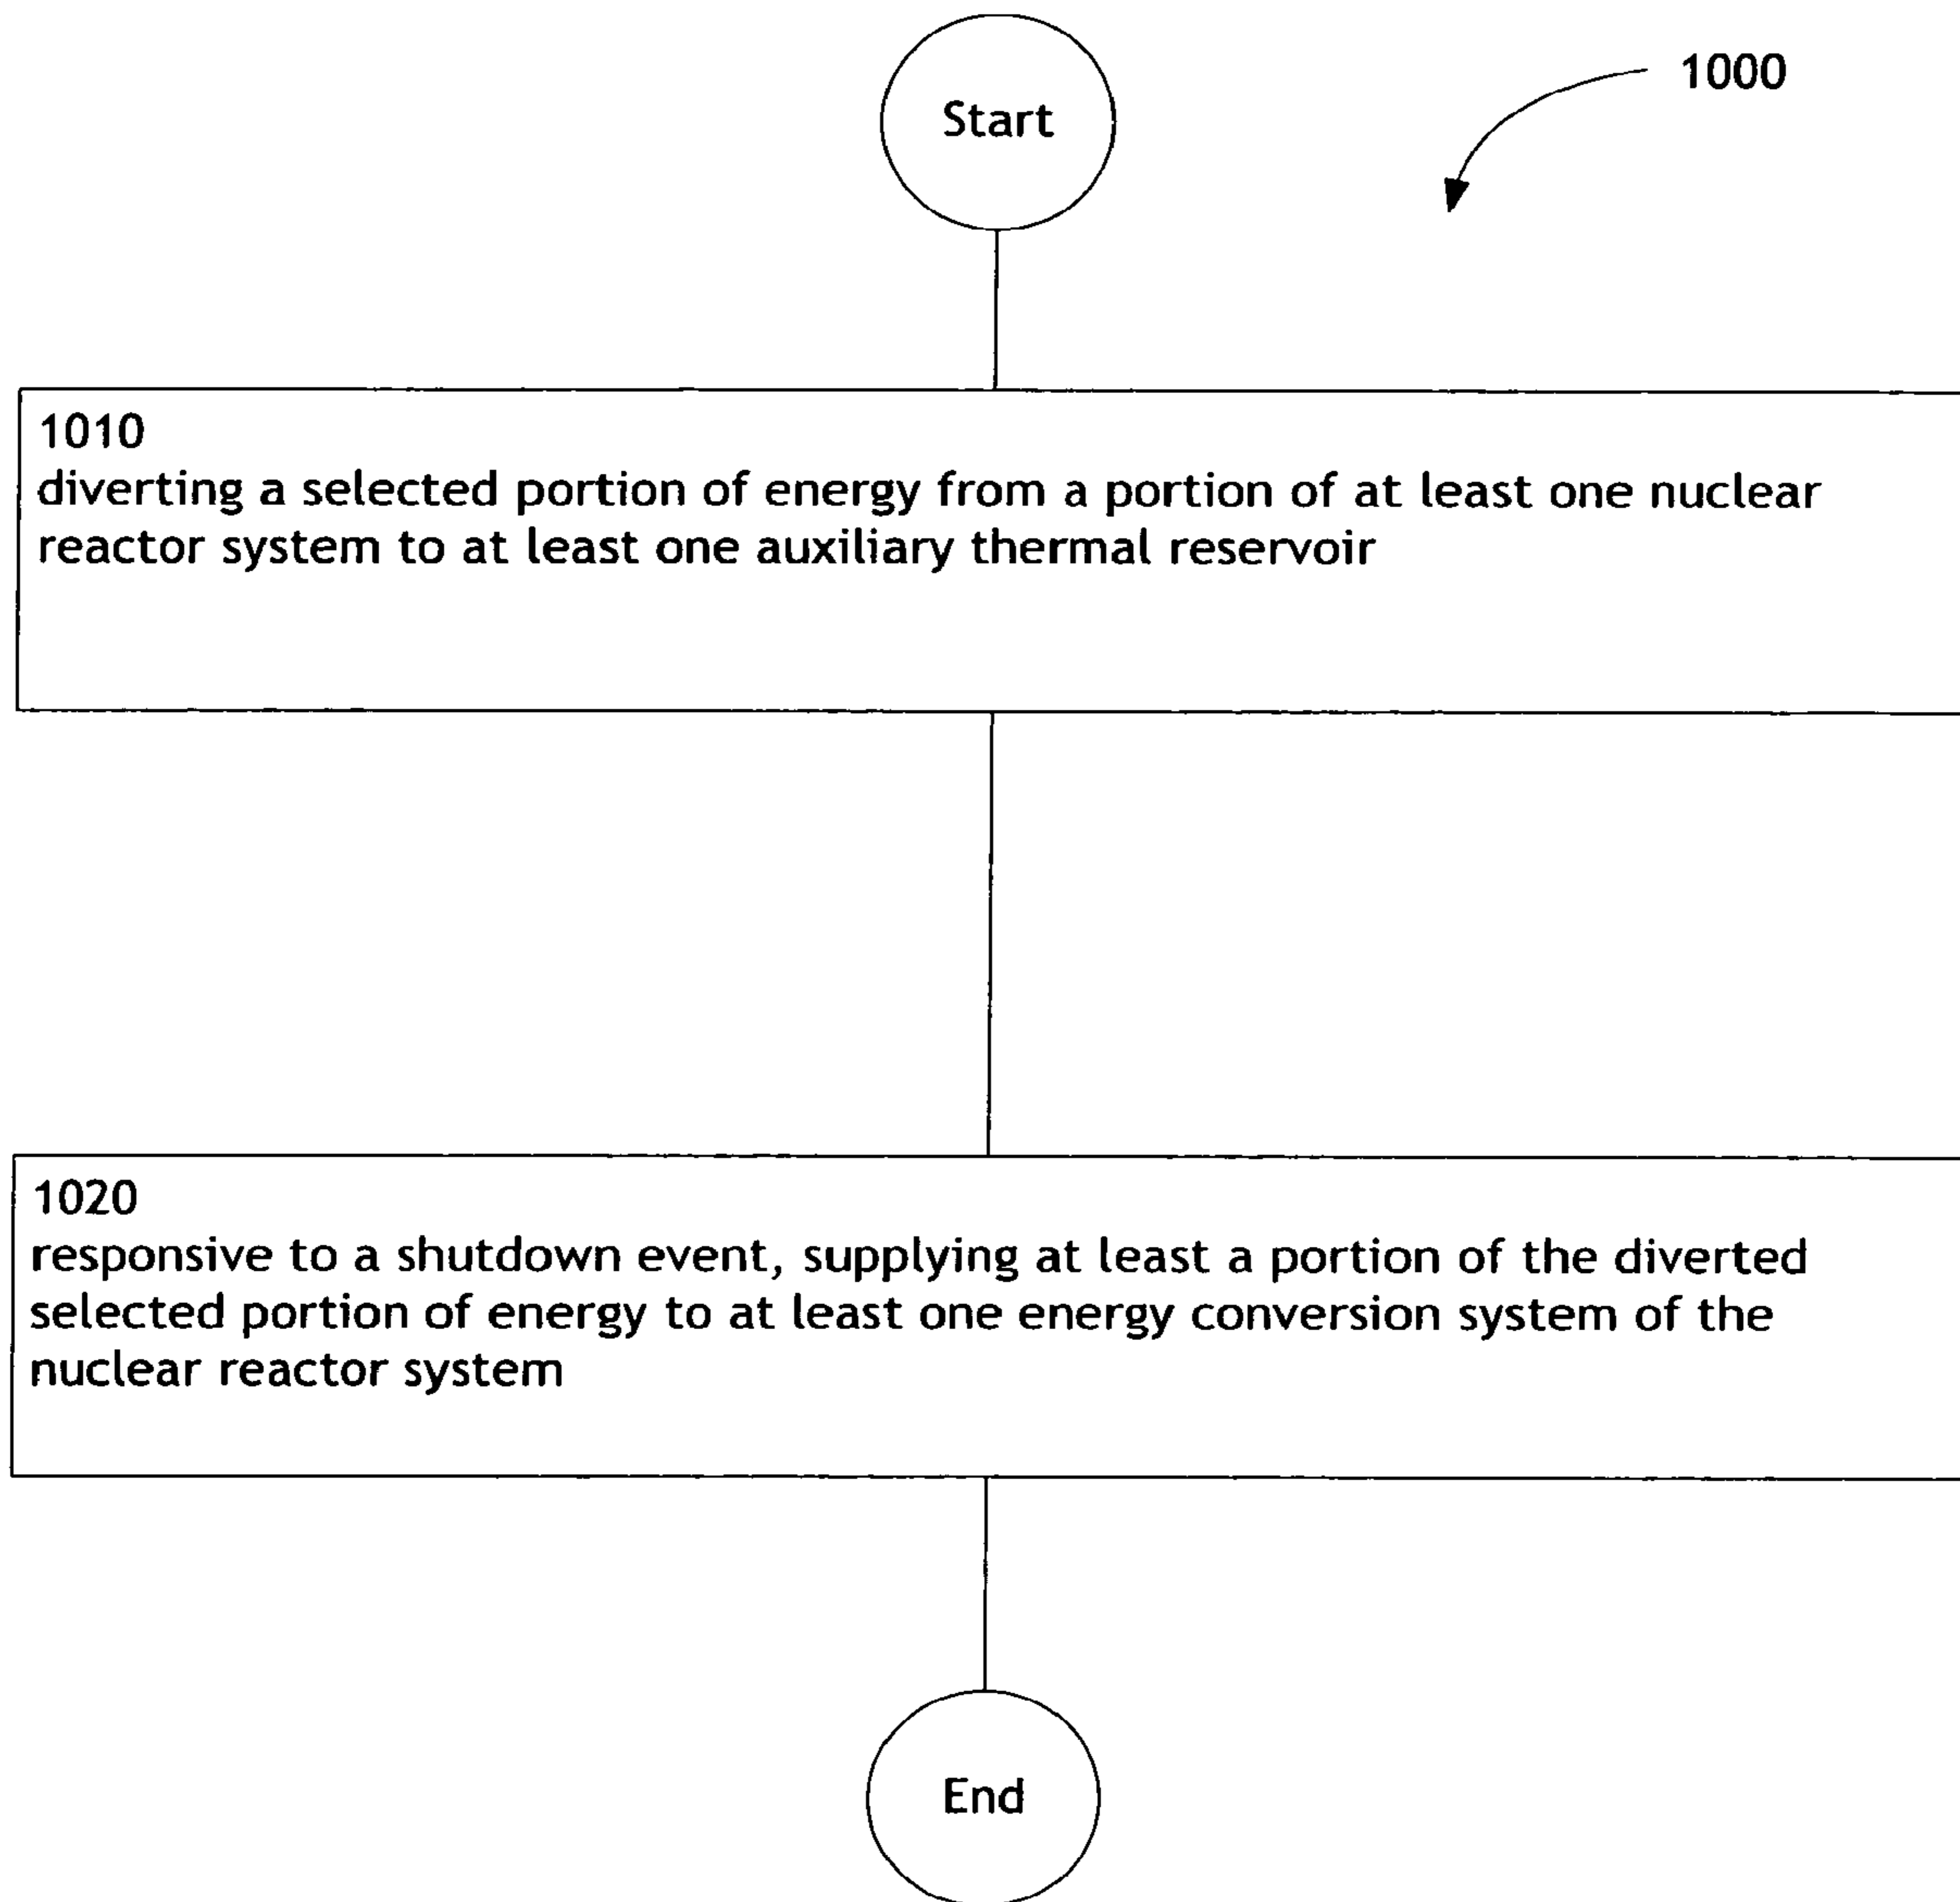 Start
1000
1010
diverting a selected portion of energy from a portion of at least one nuclear
reactor system to at least one auxiliary thermal reservoir
1020
responsive to a shutdown event, supplying at least a portion of the diverted
selected portion of energy to at least one energy conversion system of the
nuclear reactor system
End